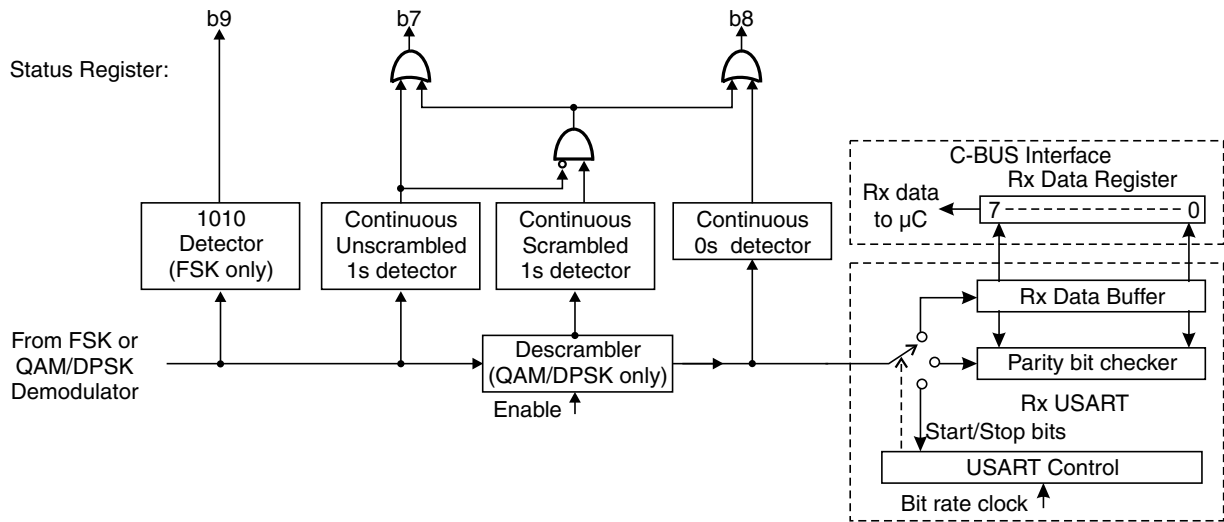 b9
b7
b8
Status Register:
C-BUS Interface
Rx Data Register
Rx data
to µC
7
0
1010
Detector
(FSK only)
Continuous
Unscrambled
1s detector
Continuous
Scrambled
1s detector
Continuous
0s detector
Rx Data Buffer
From FSK or
QAM/DPSK
Demodulator
Descrambler
(QAM/DPSK only)
Enable
Parity bit checker
Rx USART
Start/Stop bits
USART Control
Bit rate clock